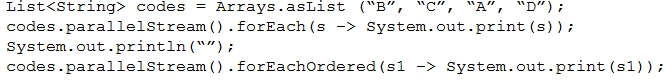 List<String> codes = Arrays.asList (“B”, “C”, “A”, “D”);
codes.parallelStream().forEach(s -> System.out.print(s));
System.out.println(“”);
codes.parallelStream().forEachOrdered(s1 -> System.out.print(s1));